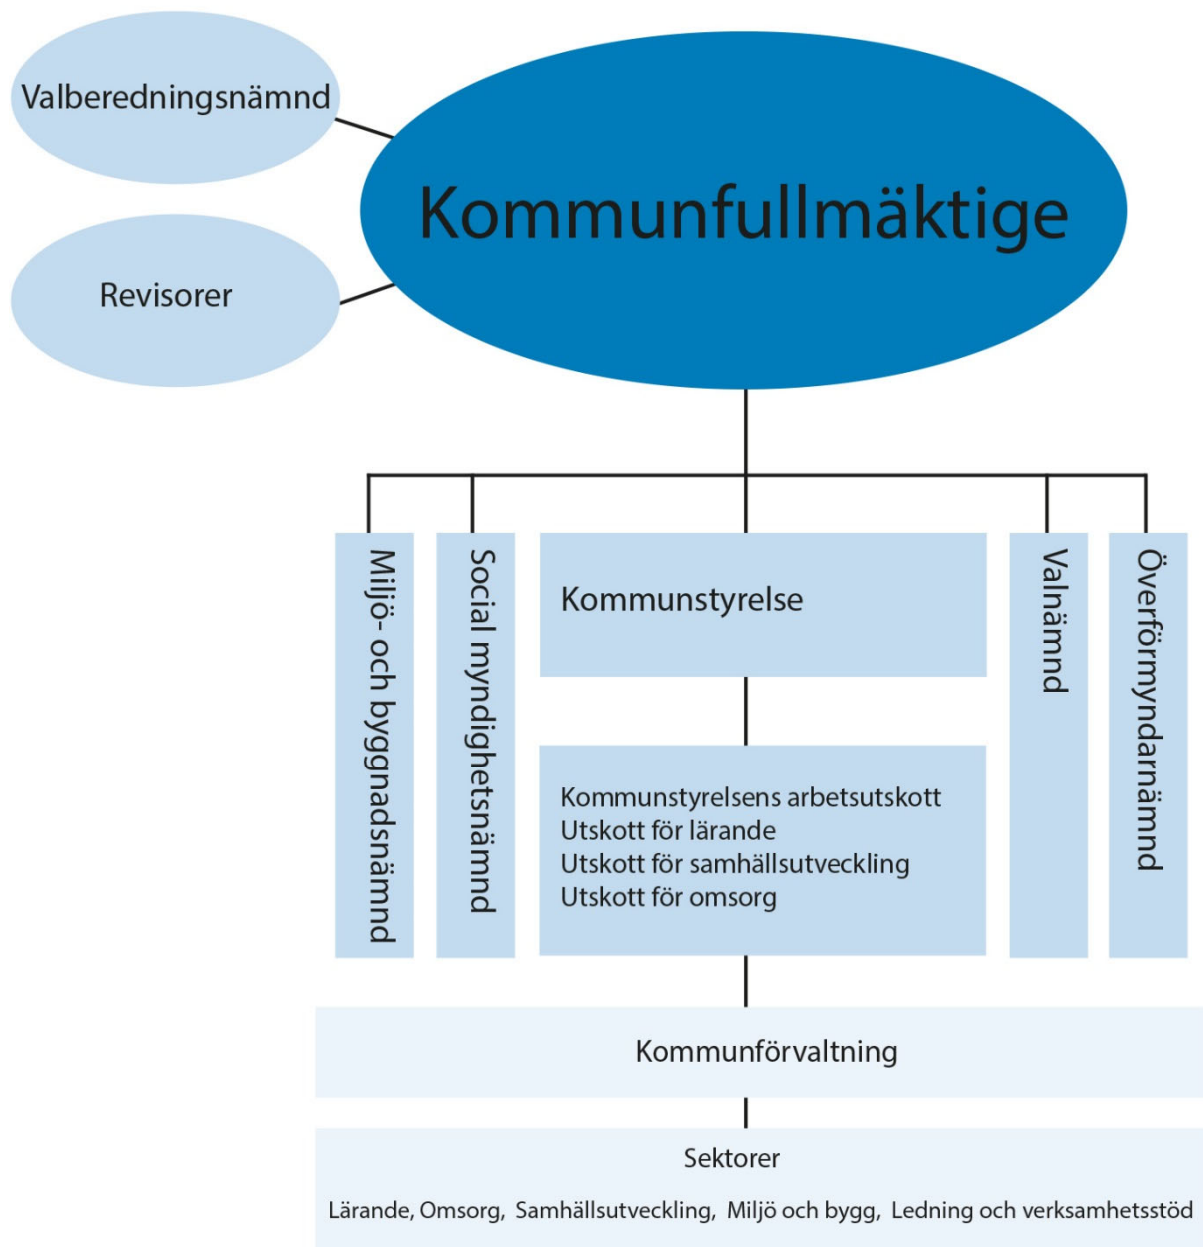 Valberedningsnämnd
Kommunfullmäktige
Revisorer
Miljö- och byggnadsnämnd
Social myndighetsnämnd
Kommunstyrelse
Valnämnd
Överförmyndarnämnd
Kommunstyrelsens arbetsutskott
Utskott för lärande
Utskott för samhällsutveckling
Utskott för omsorg
Kommunförvaltning
Sektorer
Lärande, Omsorg, Samhällsutveckling, Miljö och bygg, Ledning och verksamhetsstöd